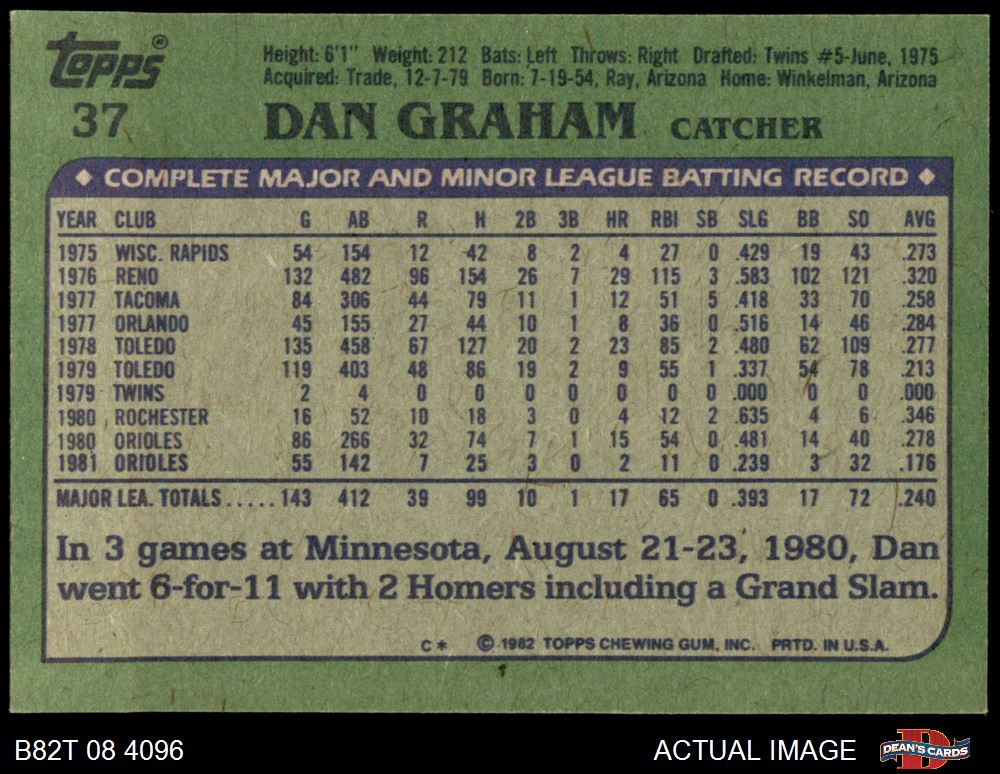 Topps®
Height: 6'1" Weight: 212 Bats: Left Throws: Right Drafted: Twins #5-June, 1975
Acquired: Trade, 12-7-79 Born: 7-19-54, Ray, Arizona Home: Winkelman, Arizona
37 DAN GRAHAM CATCHER
◆ COMPLETE MAJOR AND MINOR LEAGUE BATTING RECORD ◆
YEAR CLUB G AB R H 2B 3B HR RBI SB SLG BB SO AVG
1975 WISC. RAPIDS 54 154 12 42 8 2 4 27 0 .429 19 43 .273
1976 RENO 132 482 96 154 26 7 29 115 3 .583 102 121 .320
1977 TACOMA 84 306 44 79 11 1 12 51 5 .418 33 70 .258
1977 ORLANDO 45 155 27 44 10 1 8 36 0 .516 14 46 .284
1978 TOLEDO 135 458 67 127 20 2 23 85 2 .480 62 109 .277
1979 TOLEDO 119 403 48 86 19 2 9 55 1 .337 54 78 .213
1979 TWINS 2 4 0 0 0 0 0 0 0 .000 0 0 .000
1980 ROCHESTER 16 52 10 18 3 0 4 12 2 .635 4 6 .346
1980 ORIOLES 86 266 32 74 7 1 15 54 0 .481 14 40 .278
1981 ORIOLES 55 142 7 25 3 0 2 11 0 .239 3 32 .176
MAJOR LEA. TOTALS.....143 412 39 99 10 1 17 65 0 .393 17 72 .240
In 3 games at Minnesota, August 21-23, 1980, Dan
went 6-for-11 with 2 Homers including a Grand Slam.
C* © 1982 TOPPS CHEWING GUM, INC. PRTD. IN U.S.A.
B82T 08 4096 ACTUAL IMAGE DEAN'S CARDS